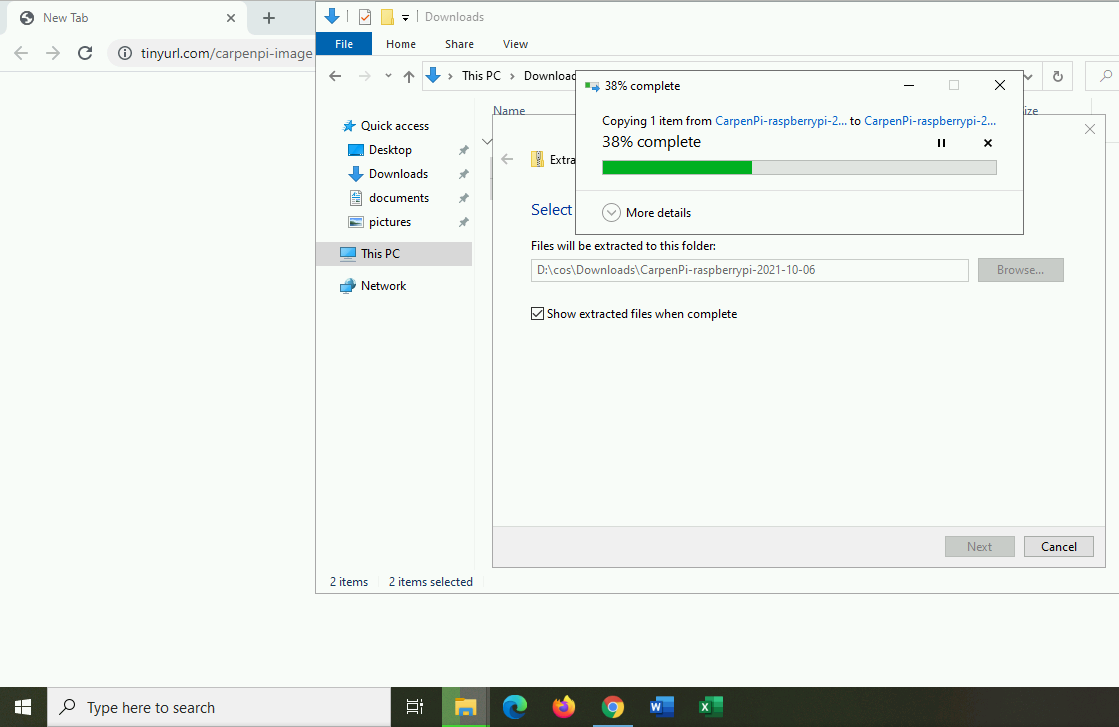 New Tab
Downloads
File Home Share View
tinyurl.com/carpenpi-image
This PC
38% complete
Name
Copying 1 item from CarpenPi-raspberrypi-2... to CarpenPi-raspberrypi-2...
38% complete
More details
Quick access
Desktop
Downloads
documents
pictures
This PC
Network
Select
Files will be extracted to this folder:
D:\cos\Downloads\CarpenPi-raspberrypi-2021-10-06
Browse...
Show extracted files when complete
Next Cancel
2 items 2 items selected
Type here to search